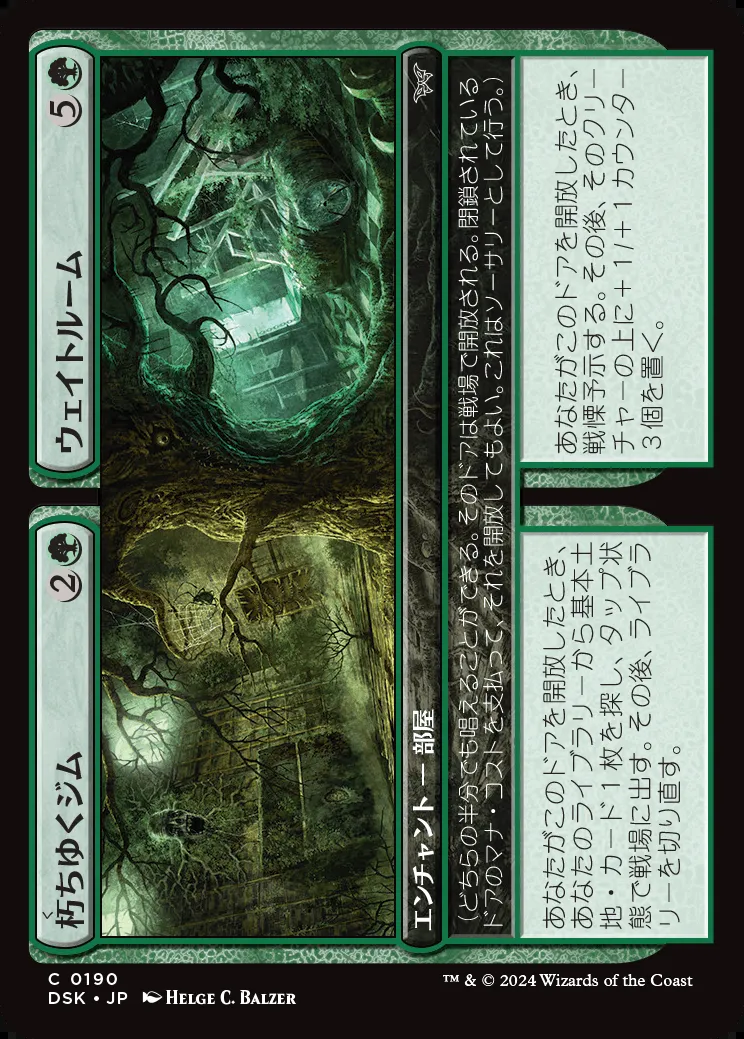 朽ちゆくジム
く
2
ウェイトルーム
5
エンチャント ― 部屋
(どちらの半分でも唱えることができる。そのドアは戦場で開放される。閉鎖されている
ドアのマナ・コストを支払って、それを開放してもよい。これはソーサリーとして行う。)
あなたがこのドアを開放したとき、
あなたのライブラリーから基本土
地・カード1枚を探し、タップ状
態で戦場に出す。その後、ライブラ
リーを切り直す。
あなたがこのドアを開放したとき、
戦慄予示する。その後、そのクリー
チャーの上に+1/+1カウンター
3個を置く。
C 0190
DSK • JP HELGE C. BALZER
™ & © 2024 Wizards of the Coast